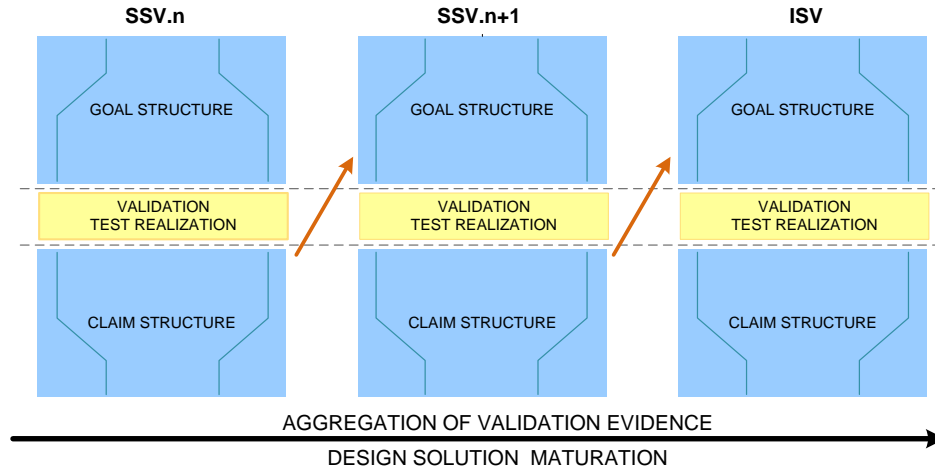 SSV.n SSV.n+1 ISV
GOAL STRUCTURE GOAL STRUCTURE GOAL STRUCTURE
VALIDATION VALIDATION VALIDATION
TEST REALIZATION TEST REALIZATION TEST REALIZATION
CLAIM STRUCTURE CLAIM STRUCTURE CLAIM STRUCTURE
AGGREGATION OF VALIDATION EVIDENCE
DESIGN SOLUTION MATURATION